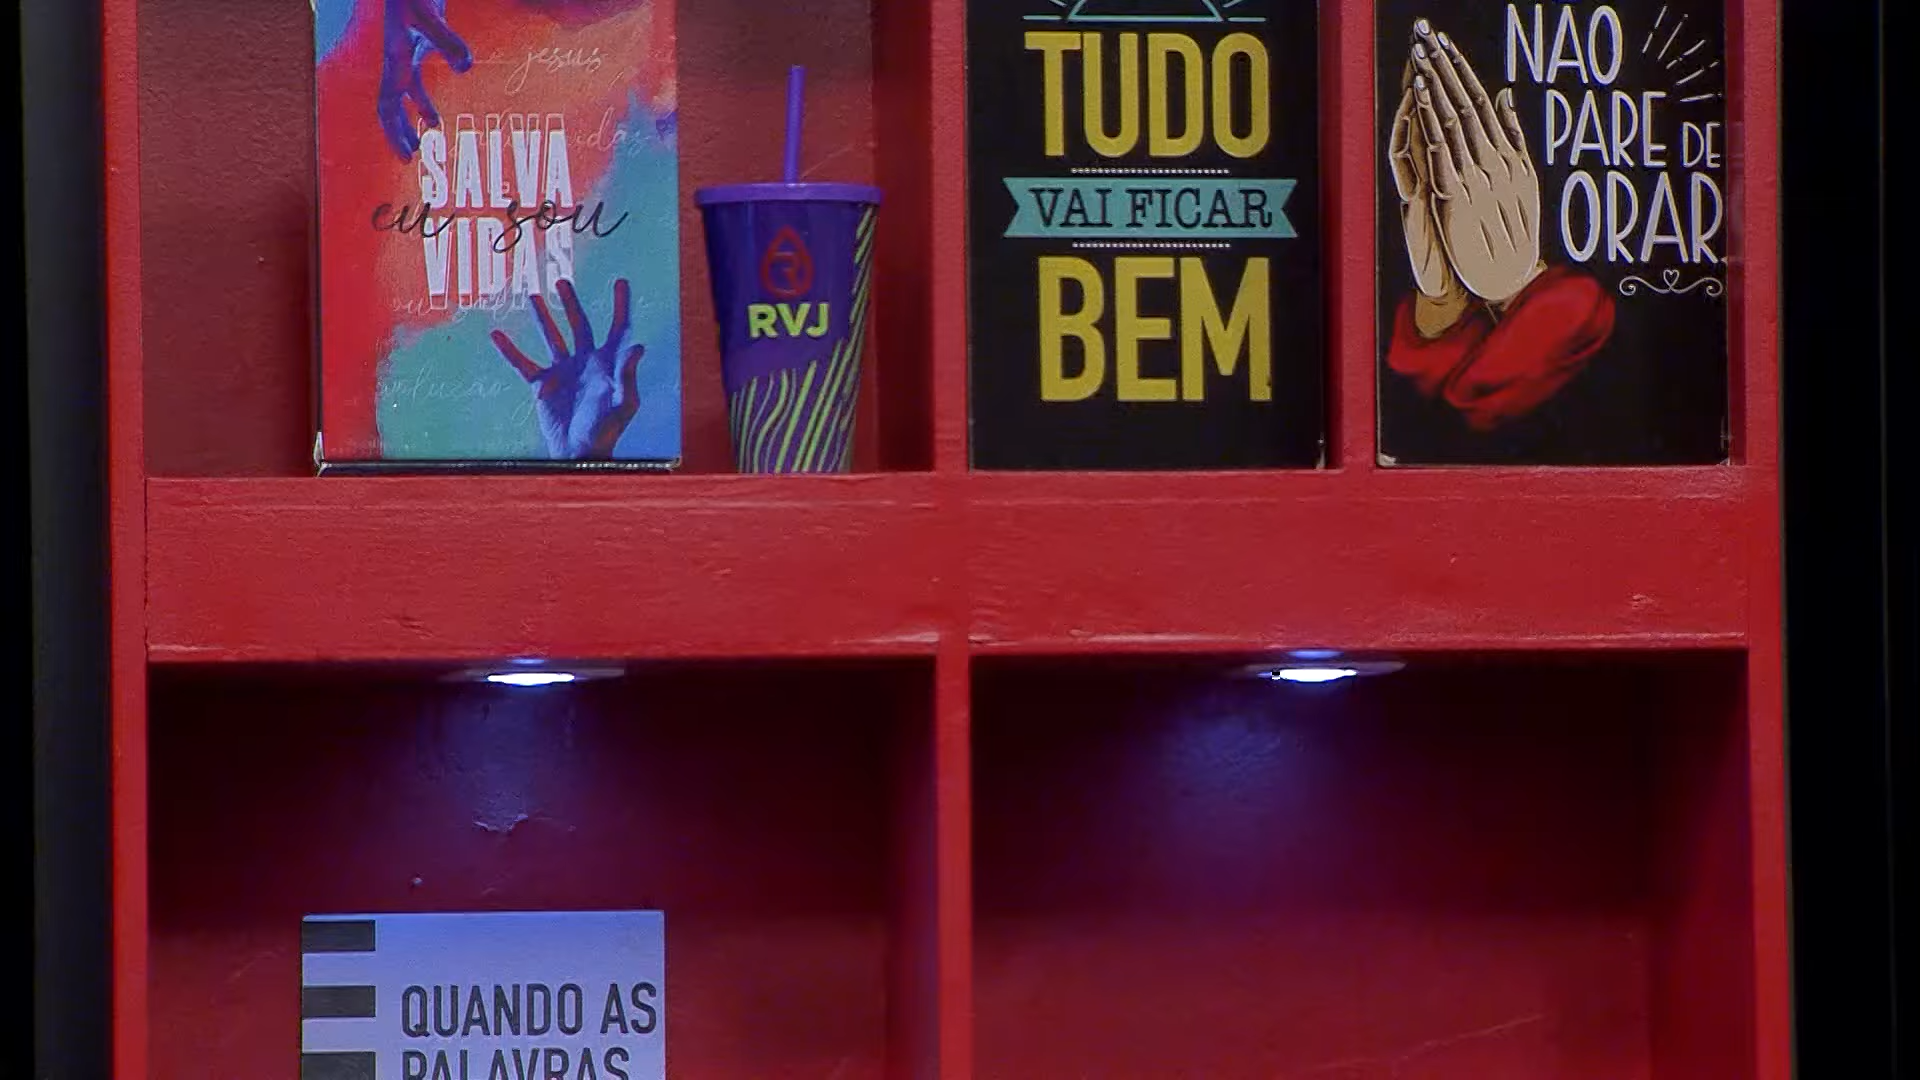 jesus
SALVA
eu sou
VIDAS
RVJ
TUDO
VAI FICAR
BEM
NÃO
PARE DE
ORAR.
QUANDO AS
PALAVRAS